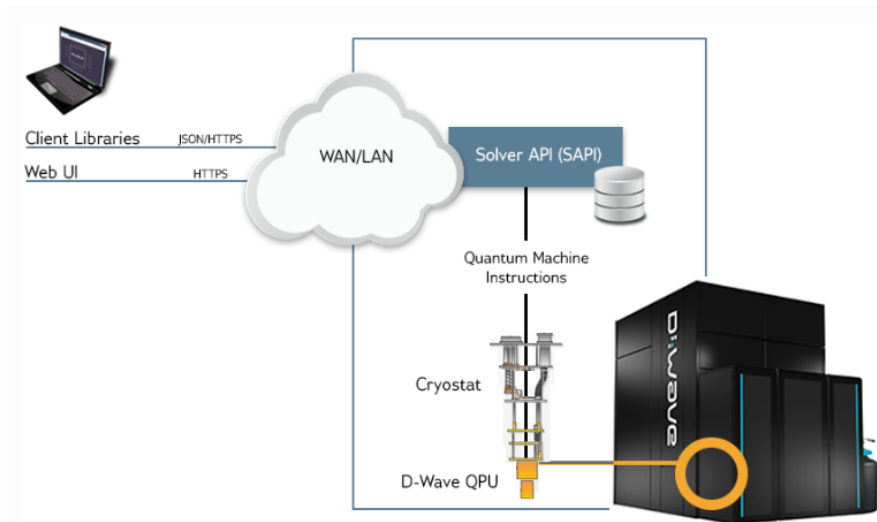 Client Libraries JSON/HTTPS
Web UI HTTPS
WAN/LAN
Solver API (SAPI)
Quantum Machine
Instructions
Cryostat
D-Wave QPU
D:Wave